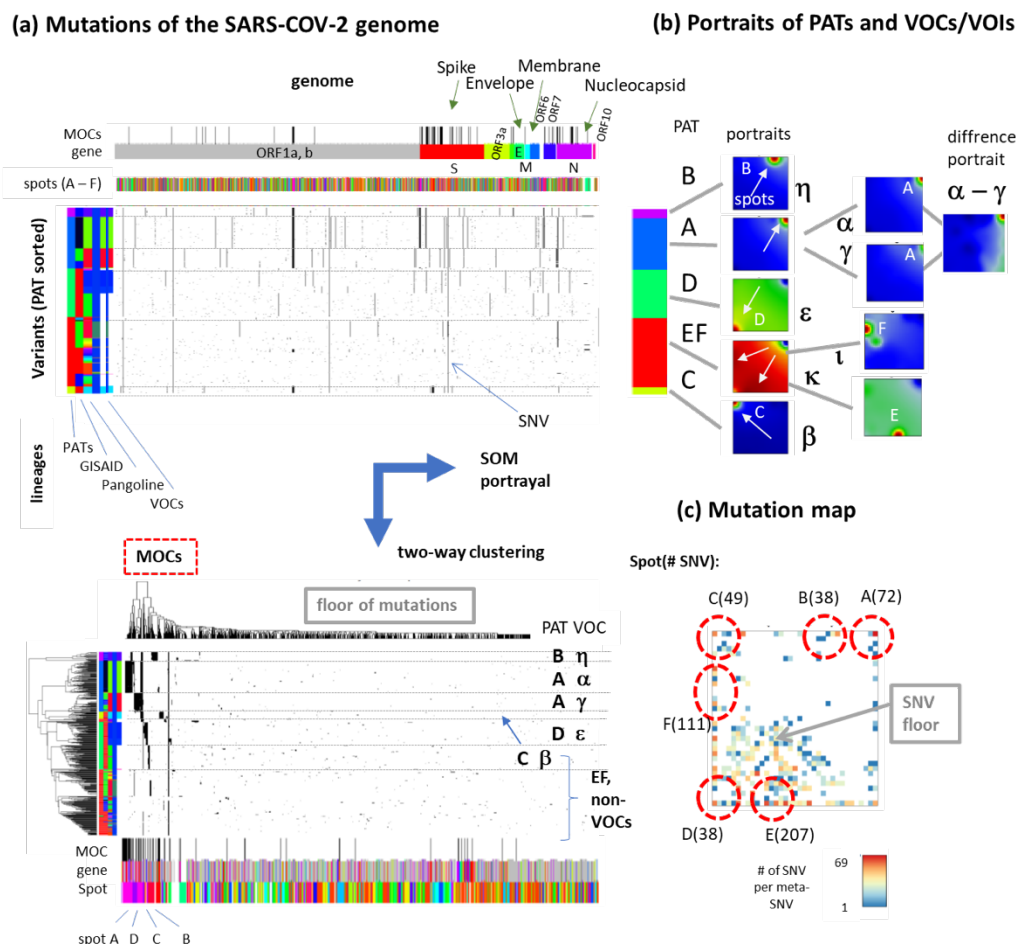 (a) Mutations of the SARS-COV-2 genome
genome
Spike
Envelope
Membrane
Nucleocapsid
MOCs
gene
ORF1a, b
ORF3a
E
ORF6
ORF7
ORF10
S
M
N
spots (A – F)
Variants (PAT sorted)
SNV
lineages
PATs
GISAID
Pangoline
VOCs
SOM
portrayal
two-way clustering
MOCs
floor of mutations
PAT VOC
B η
A α
A γ
D ε
C β
EF,
non-
VOCs
MOC
gene
Spot
spot A D C B
(b) Portraits of PATs and VOCs/VOIs
PAT
portraits
diffrence
portrait
α – γ
B
B
spots
η
A
α
A
γ
A
D
D
ε
EF
ι
F
κ
E
C
C
β
(c) Mutation map
Spot(# SNV):
C(49)
B(38)
A(72)
F(111)
SNV
floor
D(38)
E(207)
# of SNV
per meta-
SNV
69
1